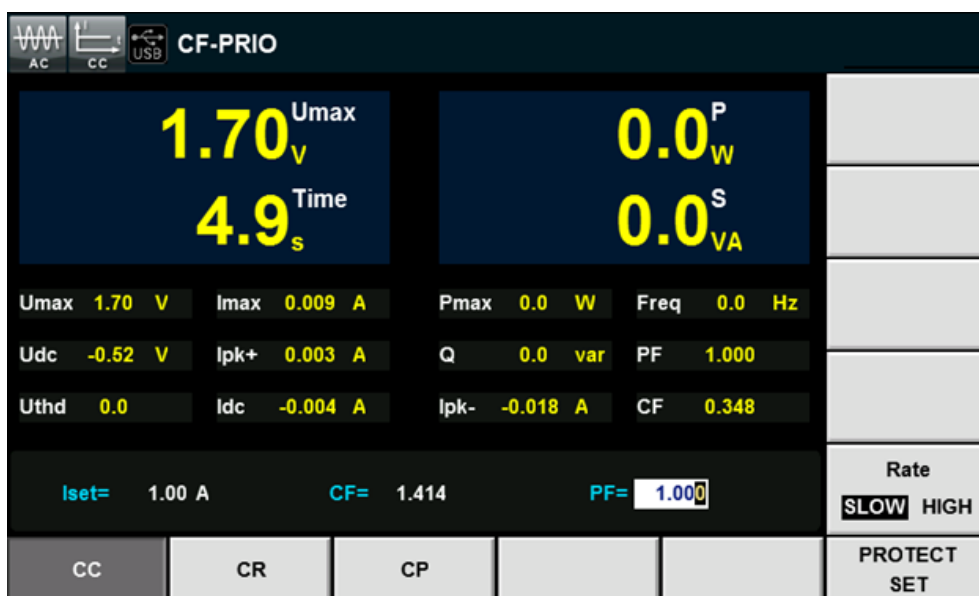 AC CC USB CF-PRIO
1.70 Umax V
0.0 P W
4.9 Time s
0.0 S VA
Umax 1.70 V Imax 0.009 A Pmax 0.0 W Freq 0.0 Hz
Udc -0.52 V Ipk+ 0.003 A Q 0.0 var PF 1.000
Uthd 0.0 Idc -0.004 A Ipk- -0.018 A CF 0.348
Iset= 1.00 A CF= 1.414 PF= 1.000
Rate
SLOW HIGH
CC CR CP
PROTECT
SET